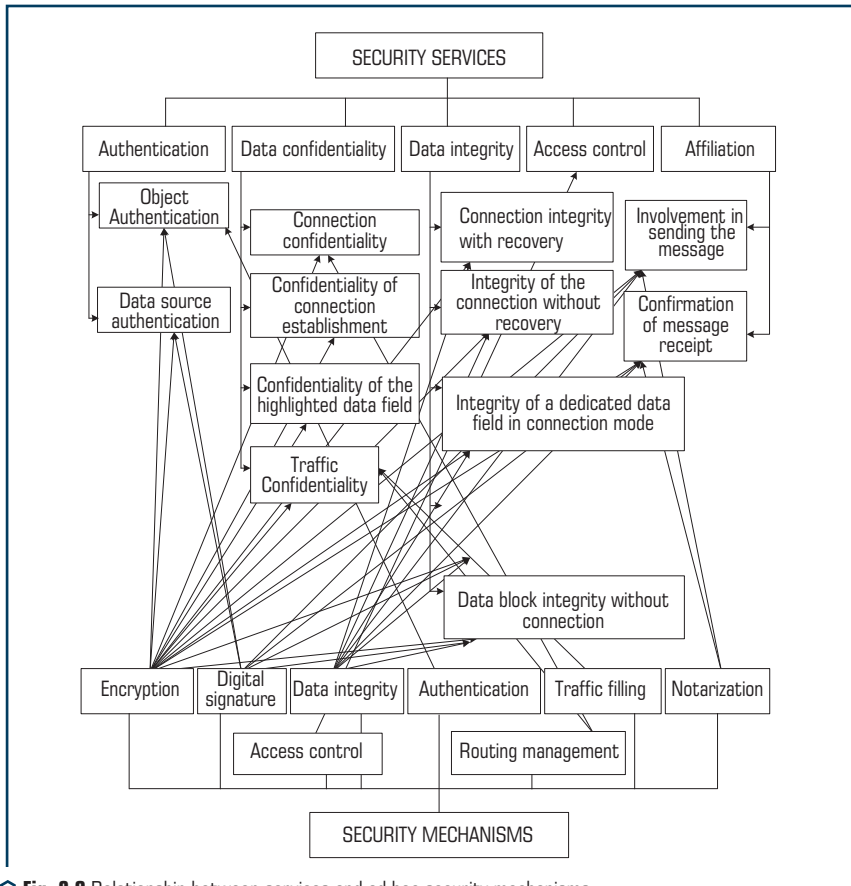 SECURITY SERVICES
Authentication
Data confidentiality
Data integrity
Access control
Affiliation
Object
Authentication
Connection
confidentiality
Connection integrity
with recovery
Involvement in
sending the
message
Data source
authentication
Confidentiality of
connection
establishment
Integrity of the
connection without
recovery
Confirmation
of message
receipt
Confidentiality of the
highlighted data field
Integrity of a dedicated data
field in connection mode
Traffic
Confidentiality
Data block integrity without
connection
Encryption
Digital
signature
Data integrity
Authentication
Traffic filling
Notarization
Access control
Routing management
SECURITY MECHANISMS
Relationship between services and ad hoc security mechanisms